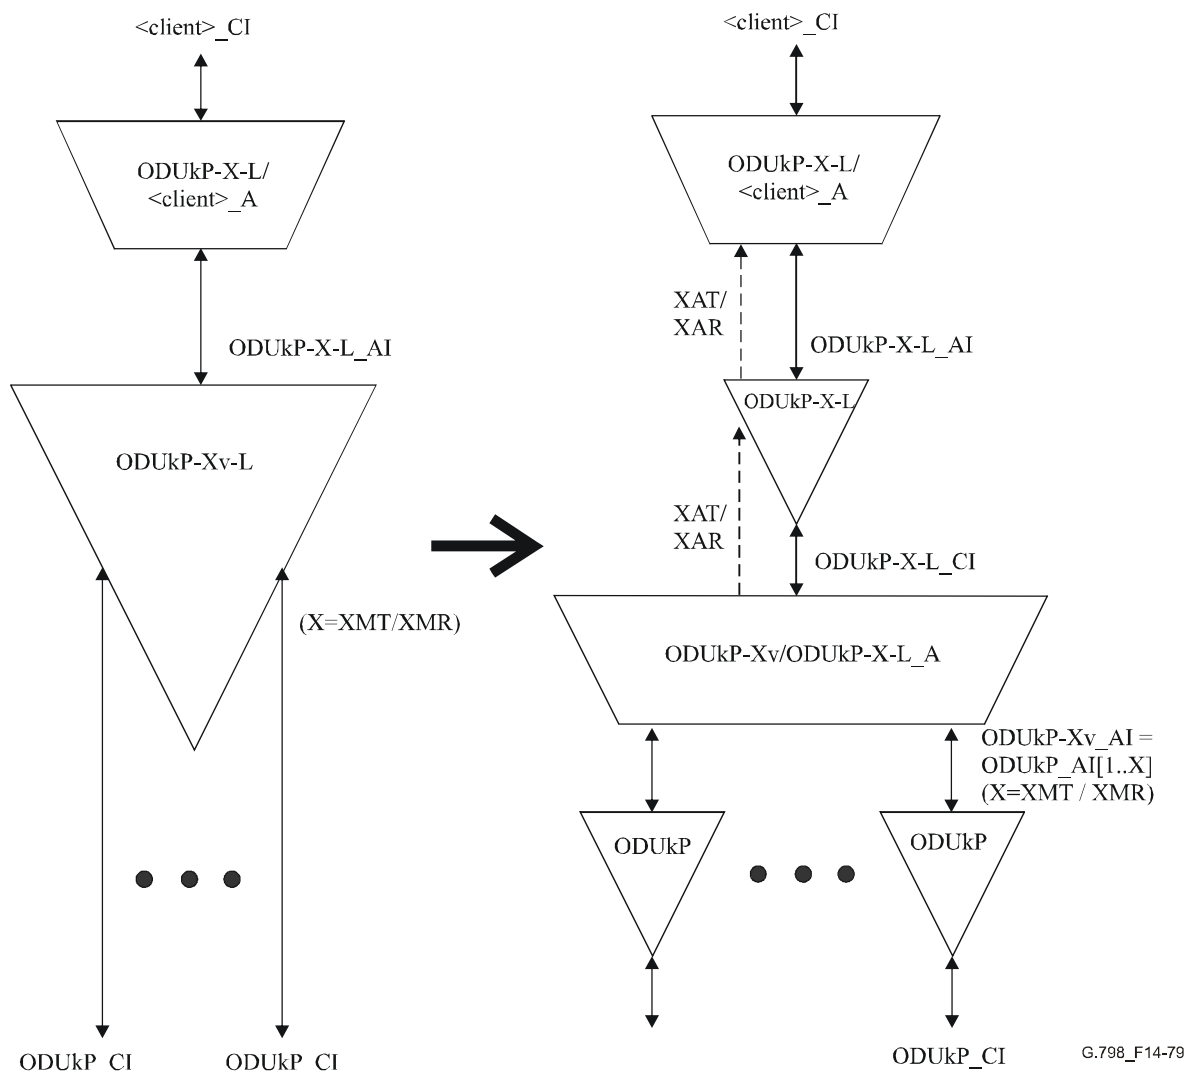 <client>_CI
ODUkP-X-L/
<client>_A
ODUkP-X-L_AI
ODUkP-Xv-L
(X=XMT/XMR)
ODUkP_CI
ODUkP_CI
<client>_CI
ODUkP-X-L/
<client>_A
XAT/
XAR
ODUkP-X-L_AI
ODUkP-X-L
XAT/
XAR
ODUkP-X-L_CI
ODUkP-Xv/ODUkP-X-L_A
ODUkP-Xv_AI =
ODUkP_AI[1..X]
(X=XMT / XMR)
ODUkP
ODUkP
ODUkP_CI
G.798_F14-79